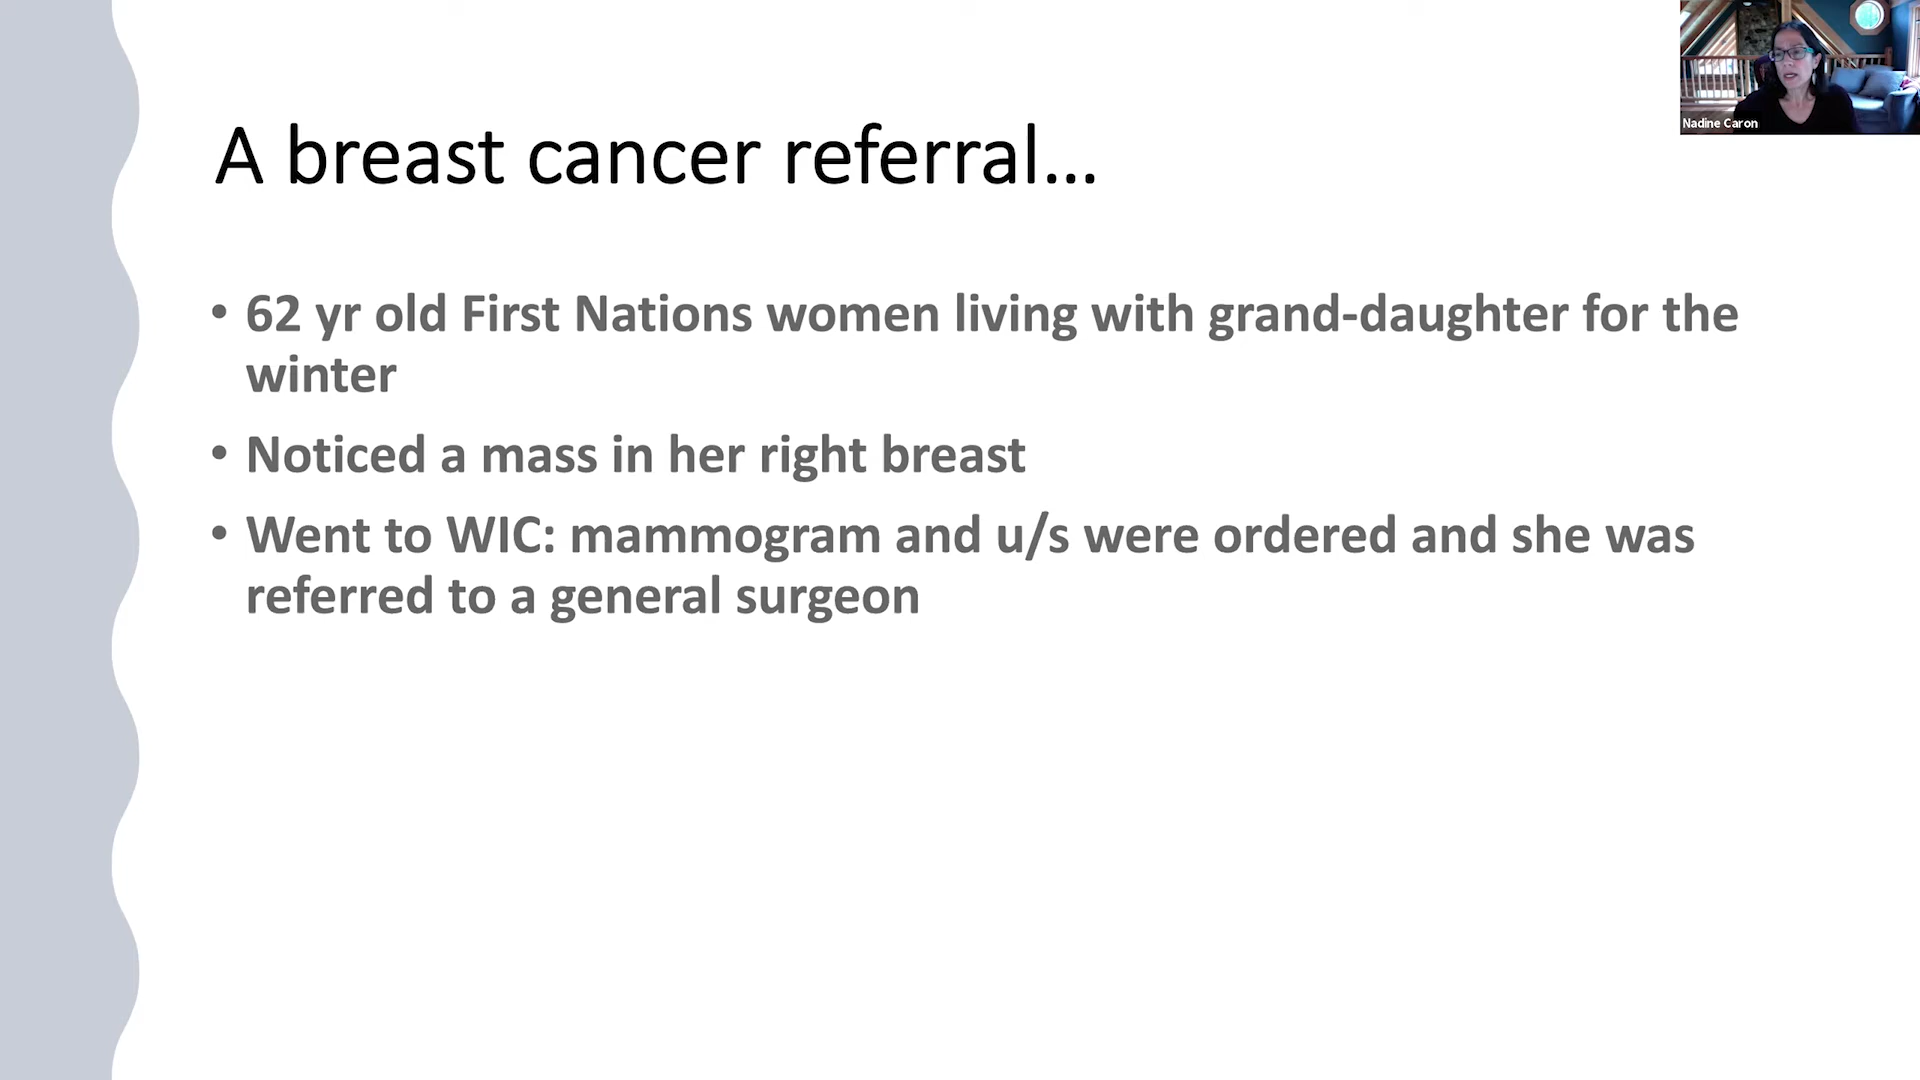 Nadine Caron
A breast cancer referral...
• 62 yr old First Nations women living with grand-daughter for the
winter
• Noticed a mass in her right breast
• Went to WIC: mammogram and u/s were ordered and she was
referred to a general surgeon